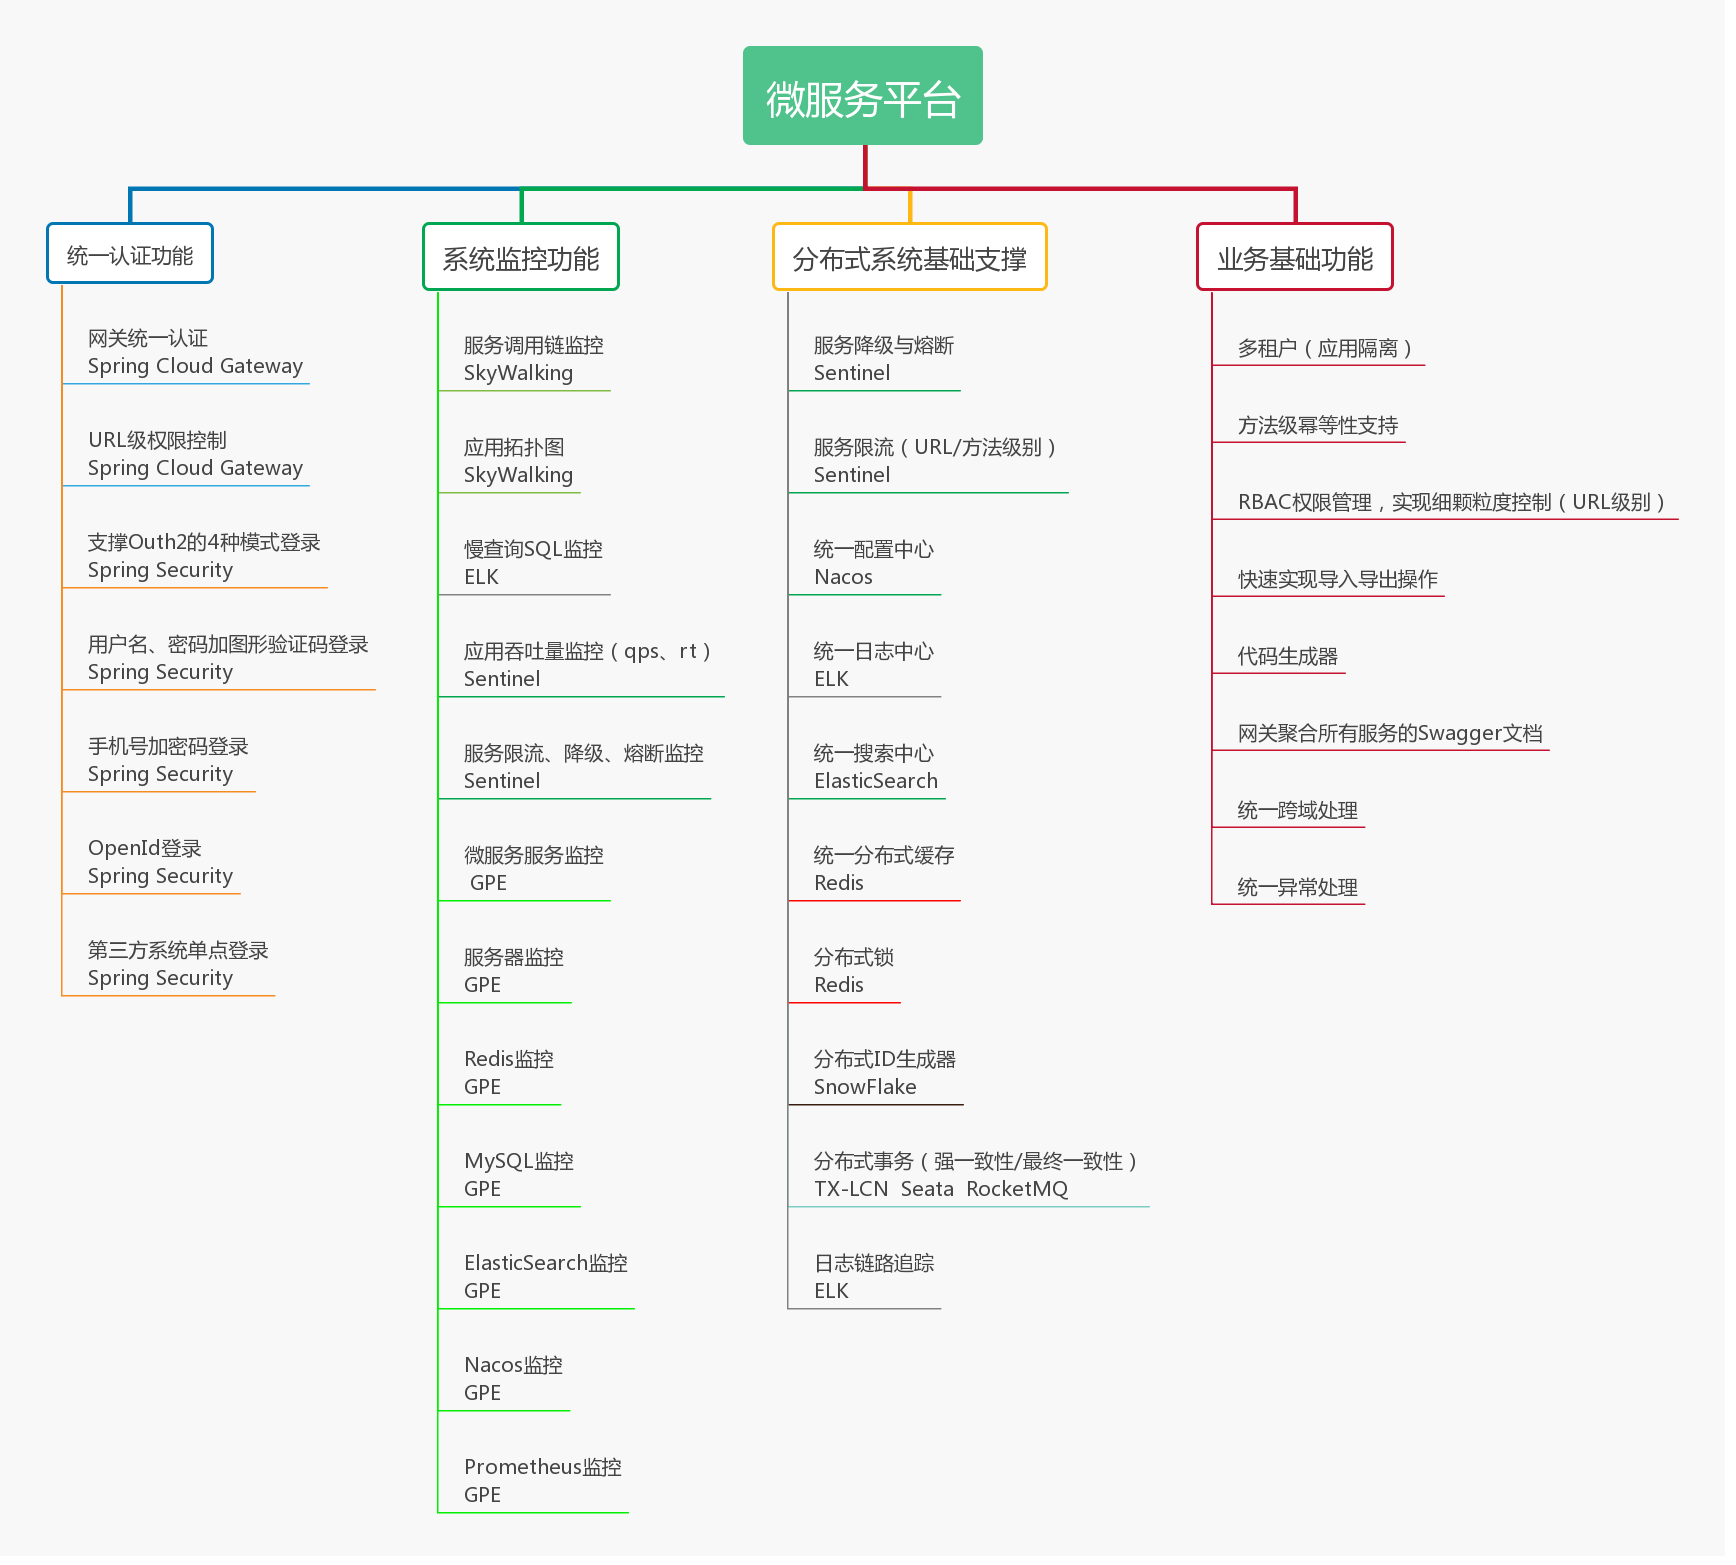 微服务平台
统一认证功能
网关统一认证
Spring Cloud Gateway
URL级权限控制
Spring Cloud Gateway
支撑Outh2的4种模式登录
Spring Security
用户名、密码加图形验证码登录
Spring Security
手机号加密码登录
Spring Security
OpenId登录
Spring Security
第三方系统单点登录
Spring Security
系统监控功能
服务调用链监控
SkyWalking
应用拓扑图
SkyWalking
慢查询SQL监控
ELK
应用吞吐量监控（qps、rt）
Sentinel
服务限流、降级、熔断监控
Sentinel
微服务服务监控
GPE
服务器监控
GPE
Redis监控
GPE
MySQL监控
GPE
ElasticSearch监控
GPE
Nacos监控
GPE
Prometheus监控
GPE
分布式系统基础支撑
服务降级与熔断
Sentinel
服务限流（URL/方法级别）
Sentinel
统一配置中心
Nacos
统一日志中心
ELK
统一搜索中心
ElasticSearch
统一分布式缓存
Redis
分布式锁
Redis
分布式ID生成器
SnowFlake
分布式事务（强一致性/最终一致性）
TX-LCN  Seata  RocketMQ
日志链路追踪
ELK
业务基础功能
多租户（应用隔离）
方法级幂等性支持
RBAC权限管理，实现细颗粒度控制（URL级别）
快速实现导入导出操作
代码生成器
网关聚合所有服务的Swagger文档
统一跨域处理
统一异常处理